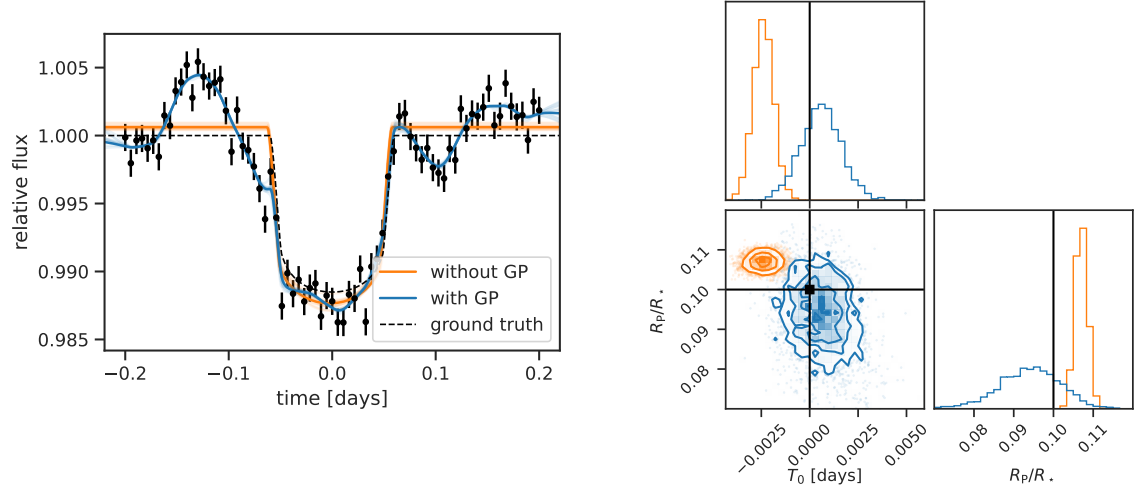 1.005
1.000
0.995
0.990
0.985
relative flux
without GP
with GP
ground truth
−0.2
−0.1
0.0
0.1
0.2
time [days]
0.11
0.10
0.09
0.08
R_P/R⋆
−0.0025
0.0000
0.0025
0.0050
T_0 [days]
0.08
0.09
0.10
0.11
R_P/R⋆